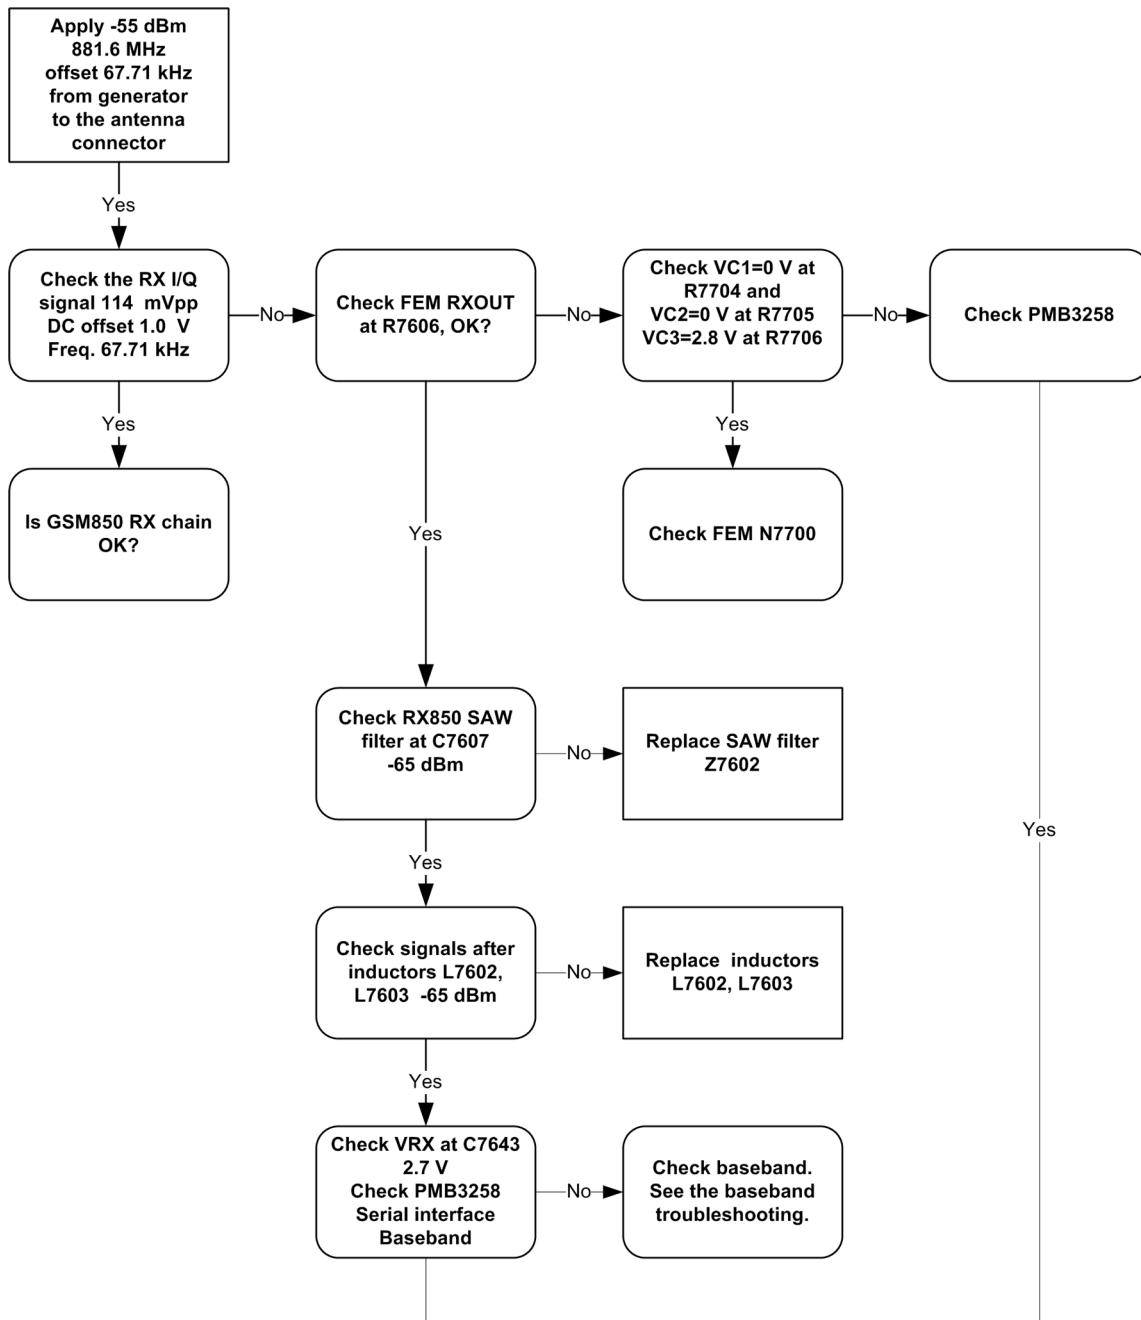 Apply -55 dBm
881.6 MHz
offset 67.71 kHz
from generator
to the antenna
connector
Yes
Check the RX I/Q
signal 114 mVpp
DC offset 1.0 V
Freq. 67.71 kHz
No
Check FEM RXOUT
at R7606, OK?
No
Check VC1=0 V at
R7704 and
VC2=0 V at R7705
VC3=2.8 V at R7706
No
Check PMB3258
Yes
Yes
Is GSM850 RX chain
OK?
Yes
Check FEM N7700
Check RX850 SAW
filter at C7607
-65 dBm
No
Replace SAW filter
Z7602
Yes
Yes
Check signals after
inductors L7602,
L7603 -65 dBm
No
Replace inductors
L7602, L7603
Yes
Check VRX at C7643
2.7 V
Check PMB3258
Serial interface
Baseband
No
Check baseband.
See the baseband
troubleshooting.